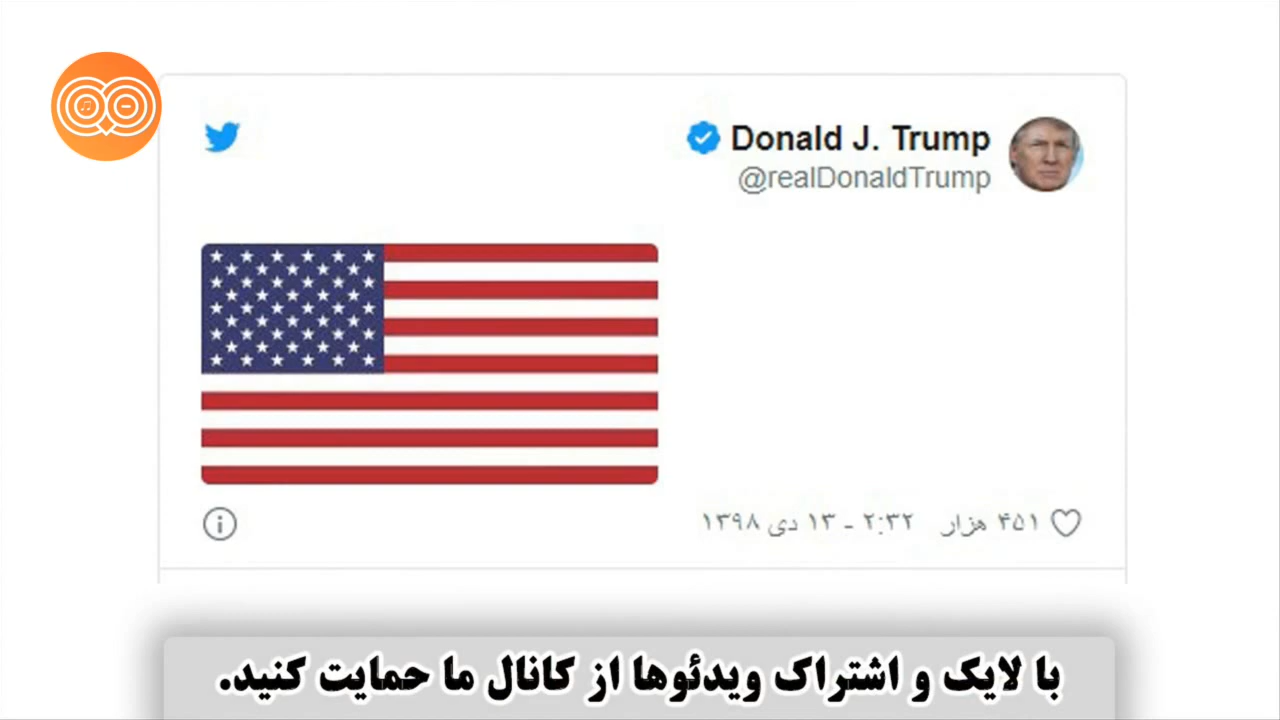 Donald J. Trump
@realDonaldTrump
۴۵۱ هزار ۲:۳۲ - ۱۳ دی ۱۳۹۸
با لایک و اشتراک ویدئوها از کانال ما حمایت کنید.